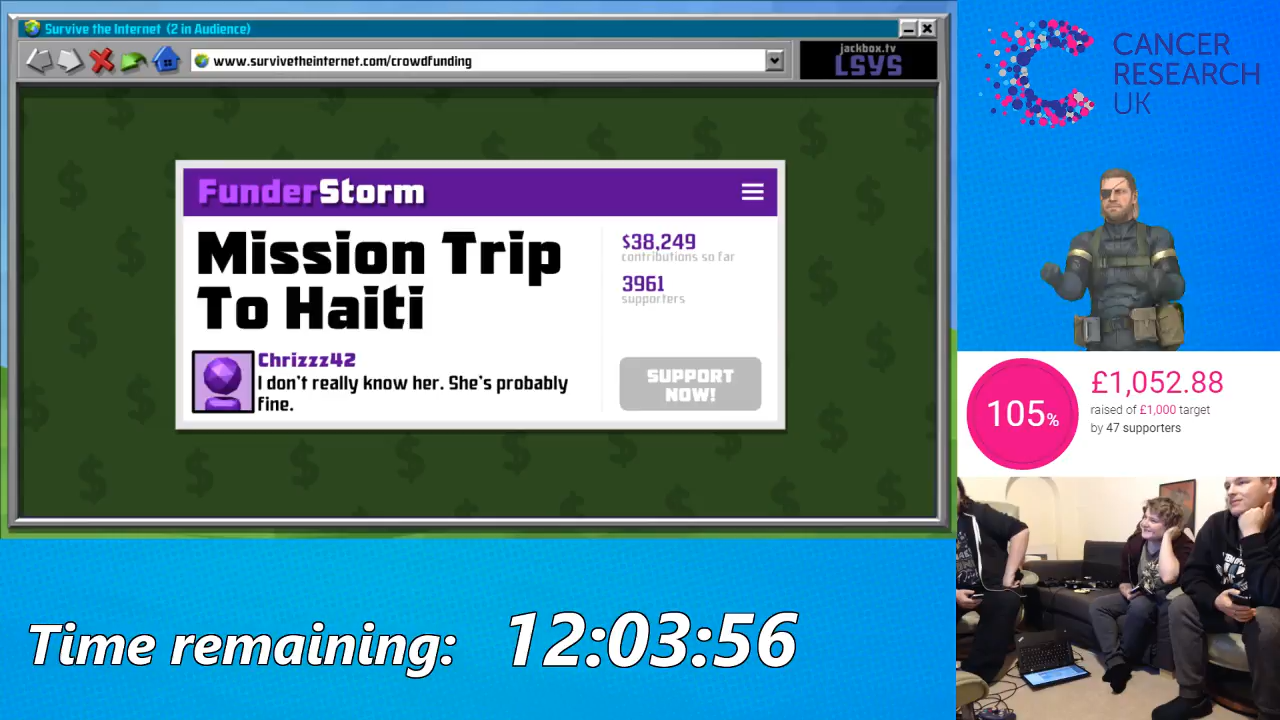 Survive the Internet (2 in Audience)
www.survivetheinternet.com/crowdfunding
jackbox.tv
LSYS
FunderStorm
Mission Trip
To Haiti
$38,249
contributions so far
3961
supporters
Chrizzz42
I don't really know her. She's probably
fine.
SUPPORT
NOW!
CANCER
RESEARCH
UK
105%
£1,052.88
raised of £1,000 target
by 47 supporters
Time remaining: 12:03:56